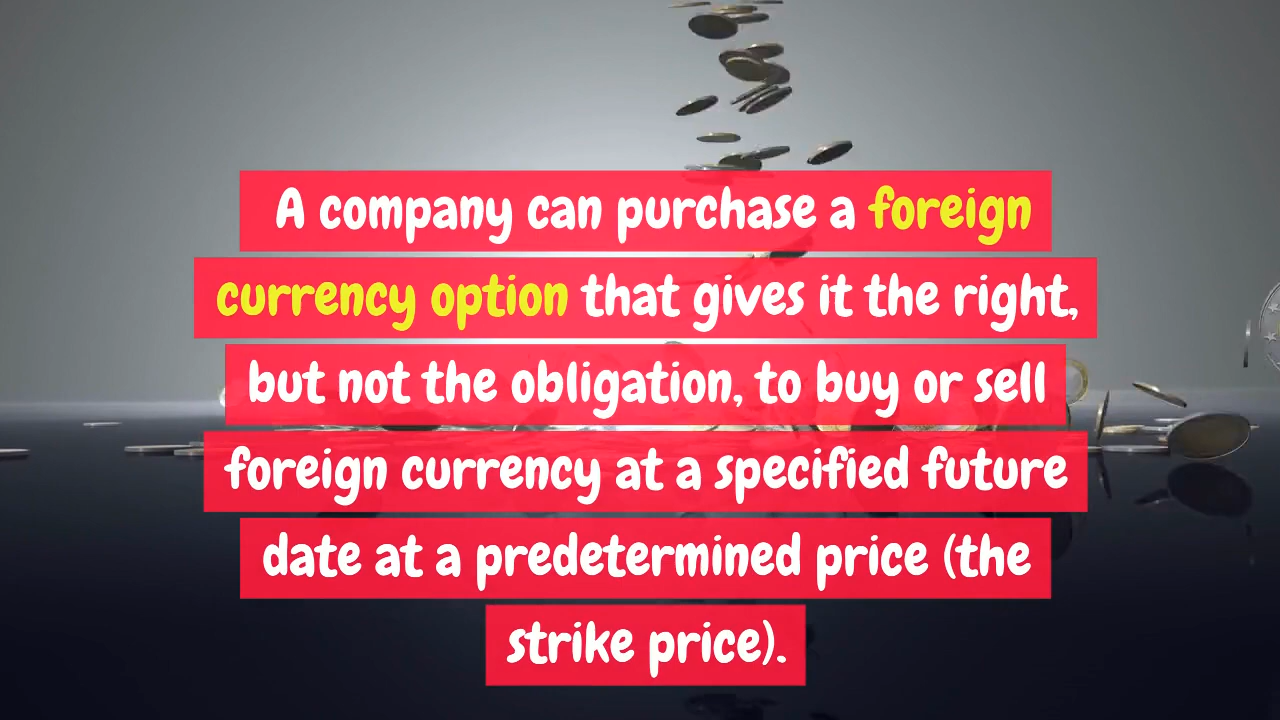 A company can purchase a foreign
currency option that gives it the right,
but not the obligation, to buy or sell
foreign currency at a specified future
date at a predetermined price (the
strike price).